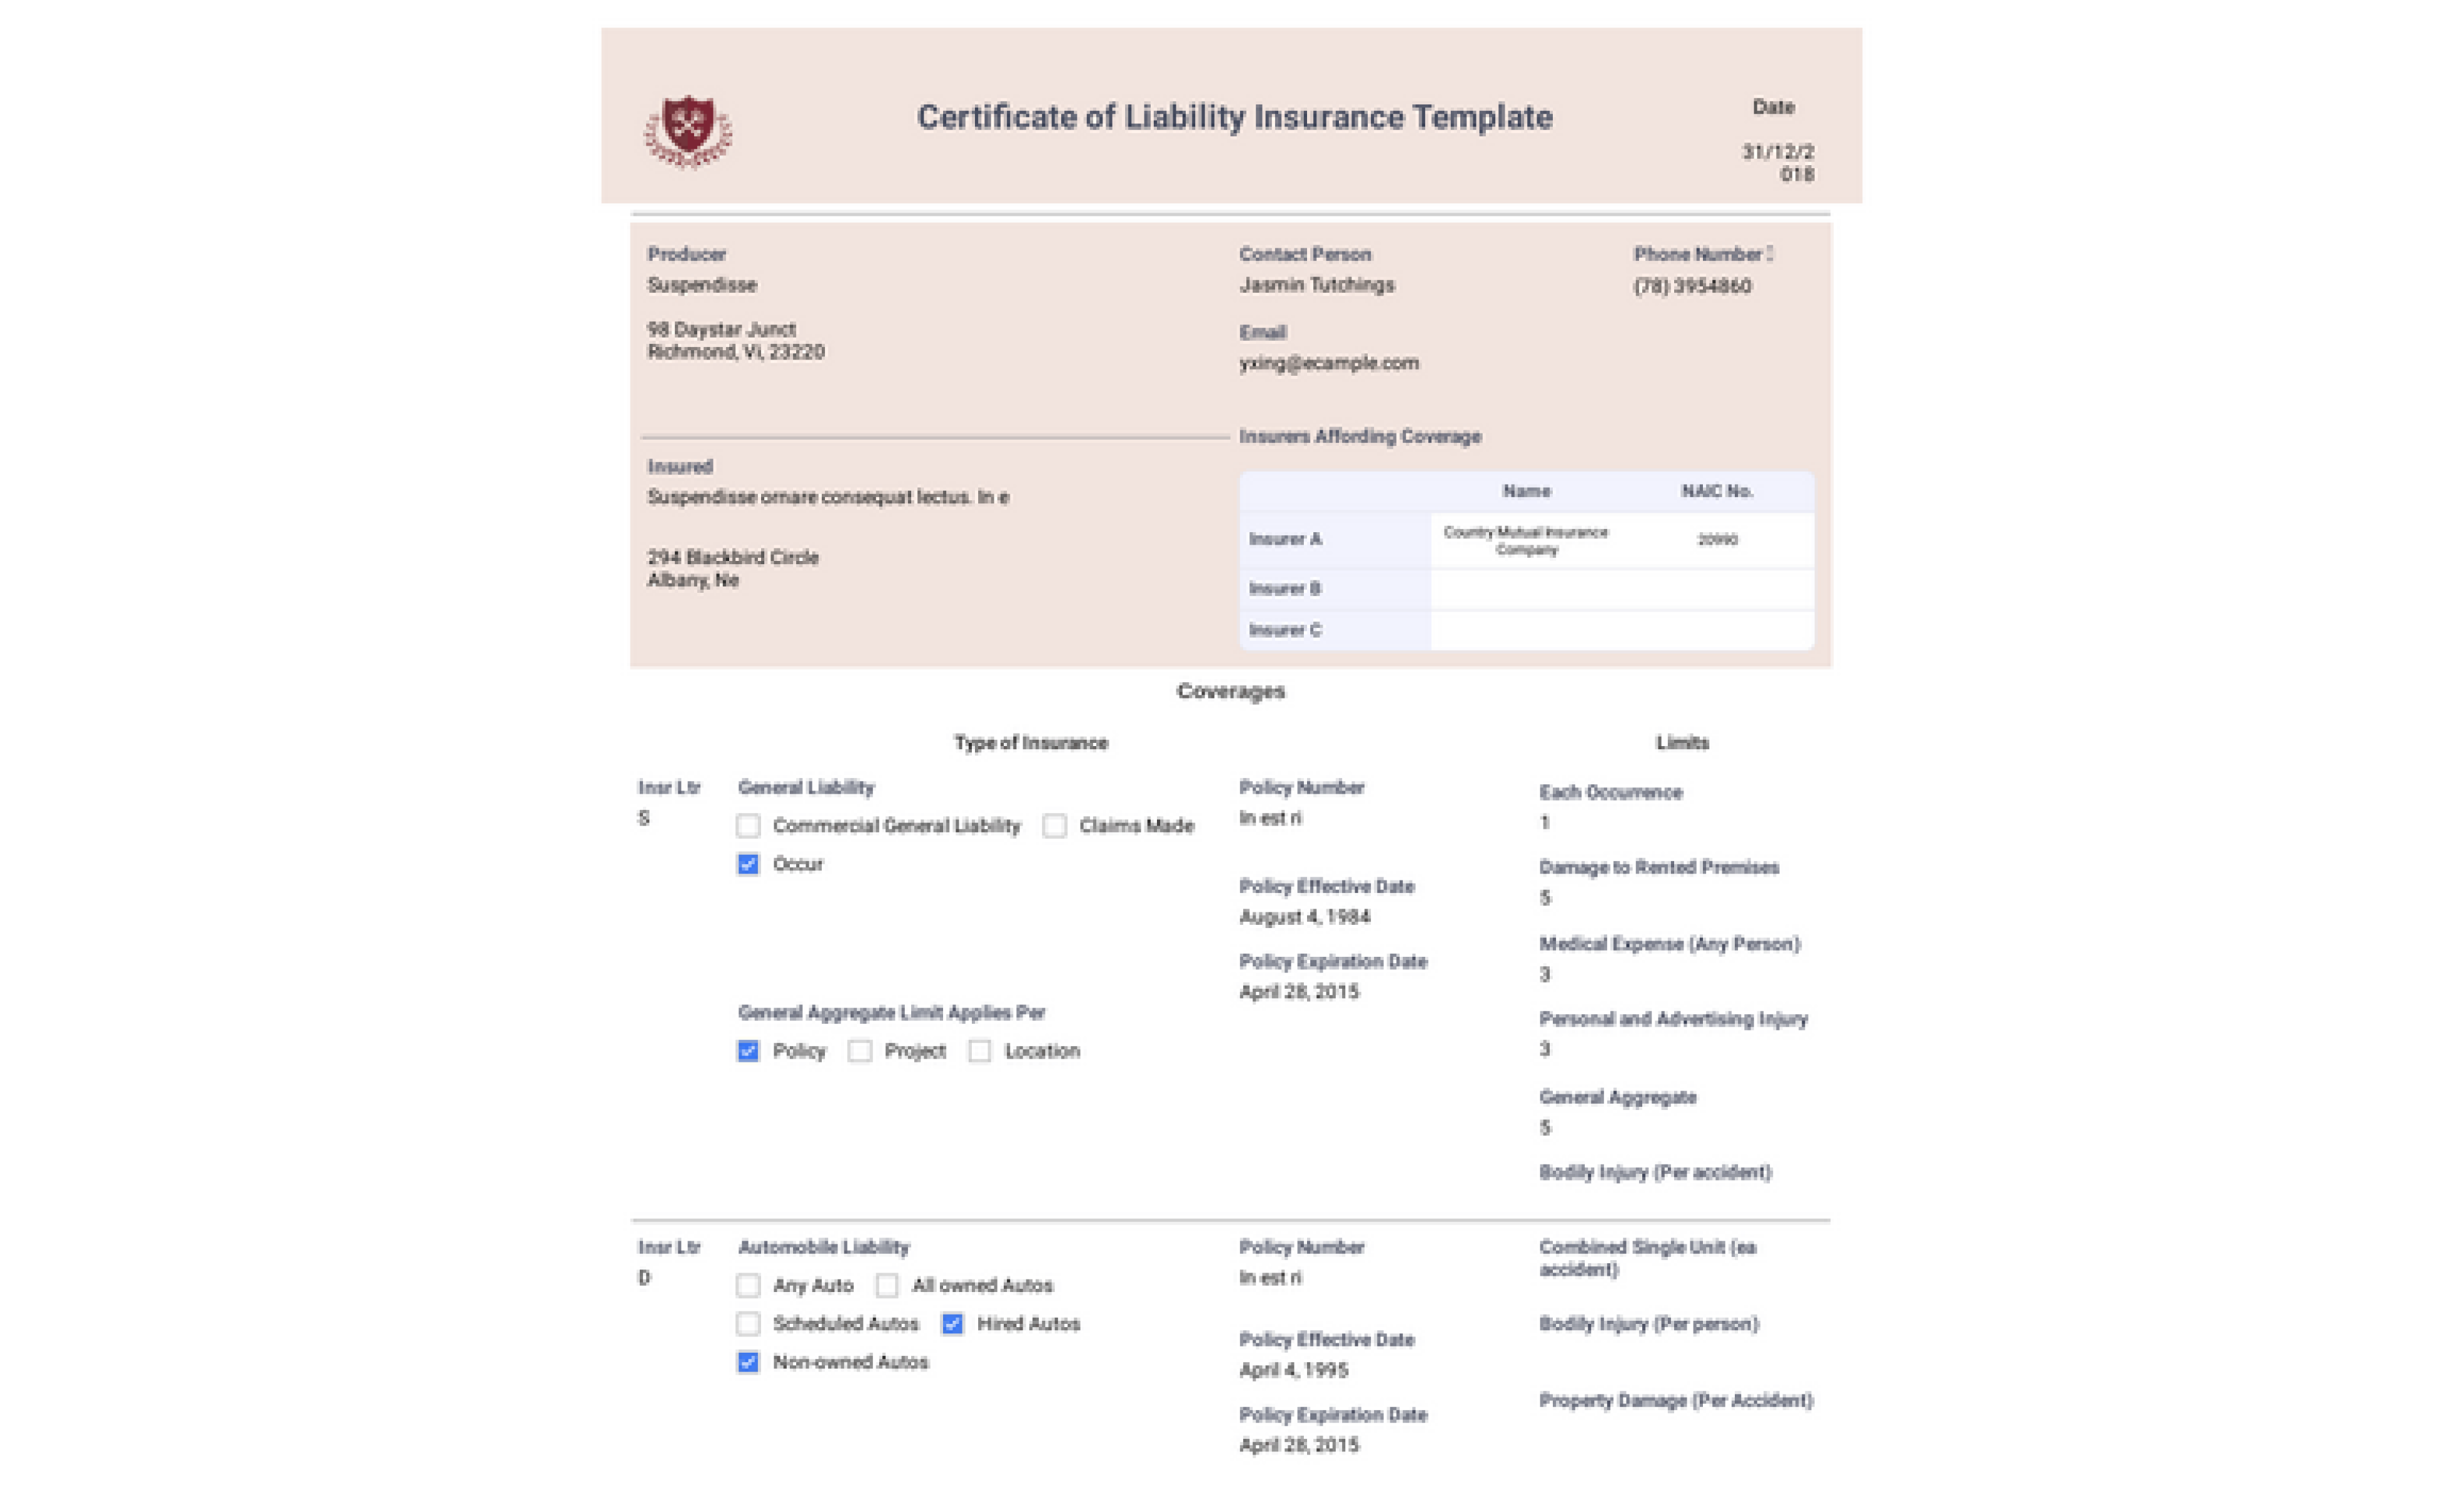 Certificate of Liability Insurance Template
Date
31/12/2
018
Producer
Suspendisse
98 Daystar Junct
Richmond, Vi, 23220
Contact Person
Jasmin Tutchings
Phone Number
(78) 3954860
Email
yxing@ecample.com
Insured
Suspendisse ornare consequat lectus. In e
294 Blackbird Circle
Albany, Ne
Insurers Affording Coverage
Name NAIC No.
Insurer A Country Mutual Insurance Company 20990
Insurer B
Insurer C
Coverages
Type of Insurance
Limits
Insr Ltr
S
General Liability
Commercial General Liability Claims Made
Occur
General Aggregate Limit Applies Per
Policy Project Location
Policy Number
In est ri
Policy Effective Date
August 4, 1984
Policy Expiration Date
April 28, 2015
Each Occurrence
1
Damage to Rented Premises
5
Medical Expense (Any Person)
3
Personal and Advertising Injury
3
General Aggregate
5
Bodily Injury (Per accident)
Insr Ltr
D
Automobile Liability
Any Auto All owned Autos
Scheduled Autos Hired Autos
Non-owned Autos
Policy Number
In est ri
Policy Effective Date
April 4, 1995
Policy Expiration Date
April 28, 2015
Combined Single Unit (ea
accident)
Bodily Injury (Per person)
Property Damage (Per Accident)